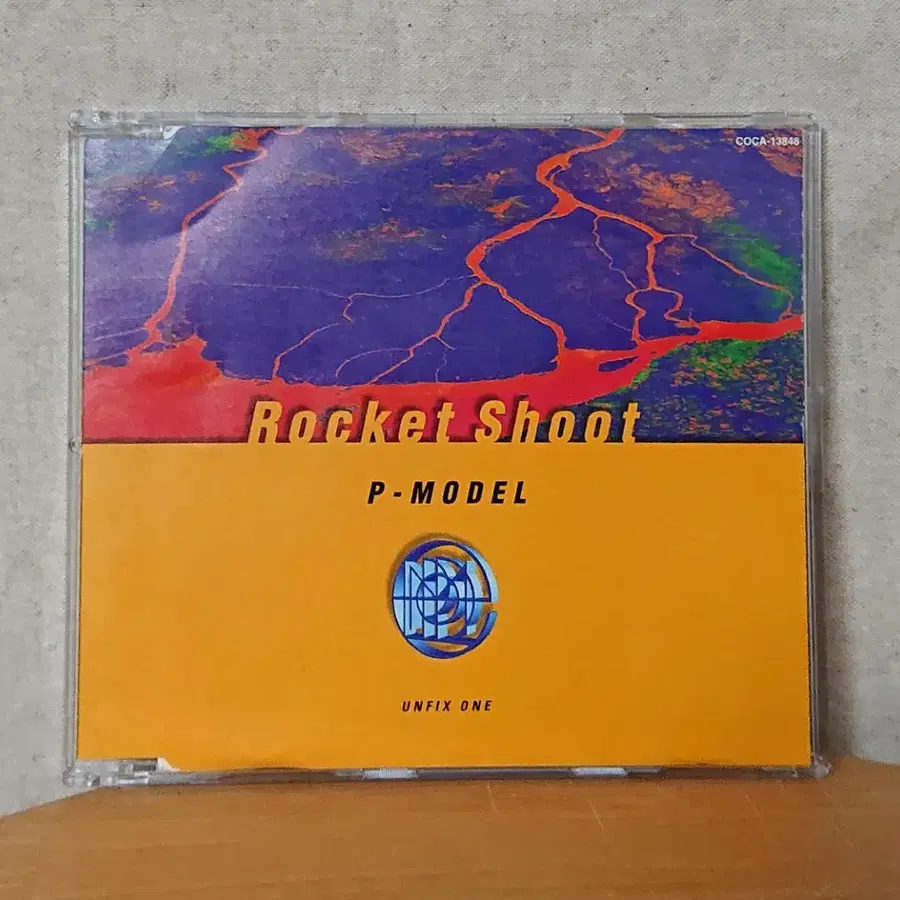 COCA-13848
Rocket Shoot
P-MODEL
UNFIX ONE